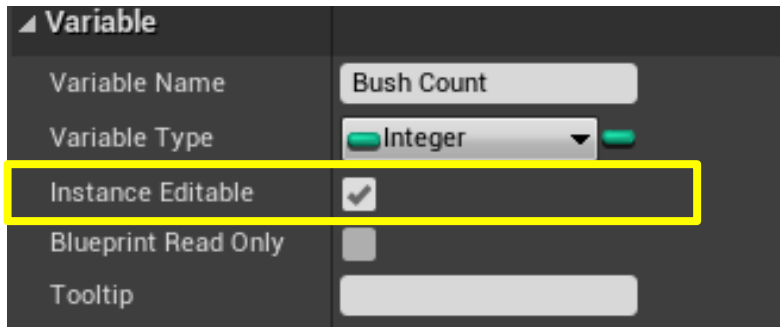 Variable
Variable Name Bush Count
Variable Type Integer
Instance Editable
Blueprint Read Only
Tooltip